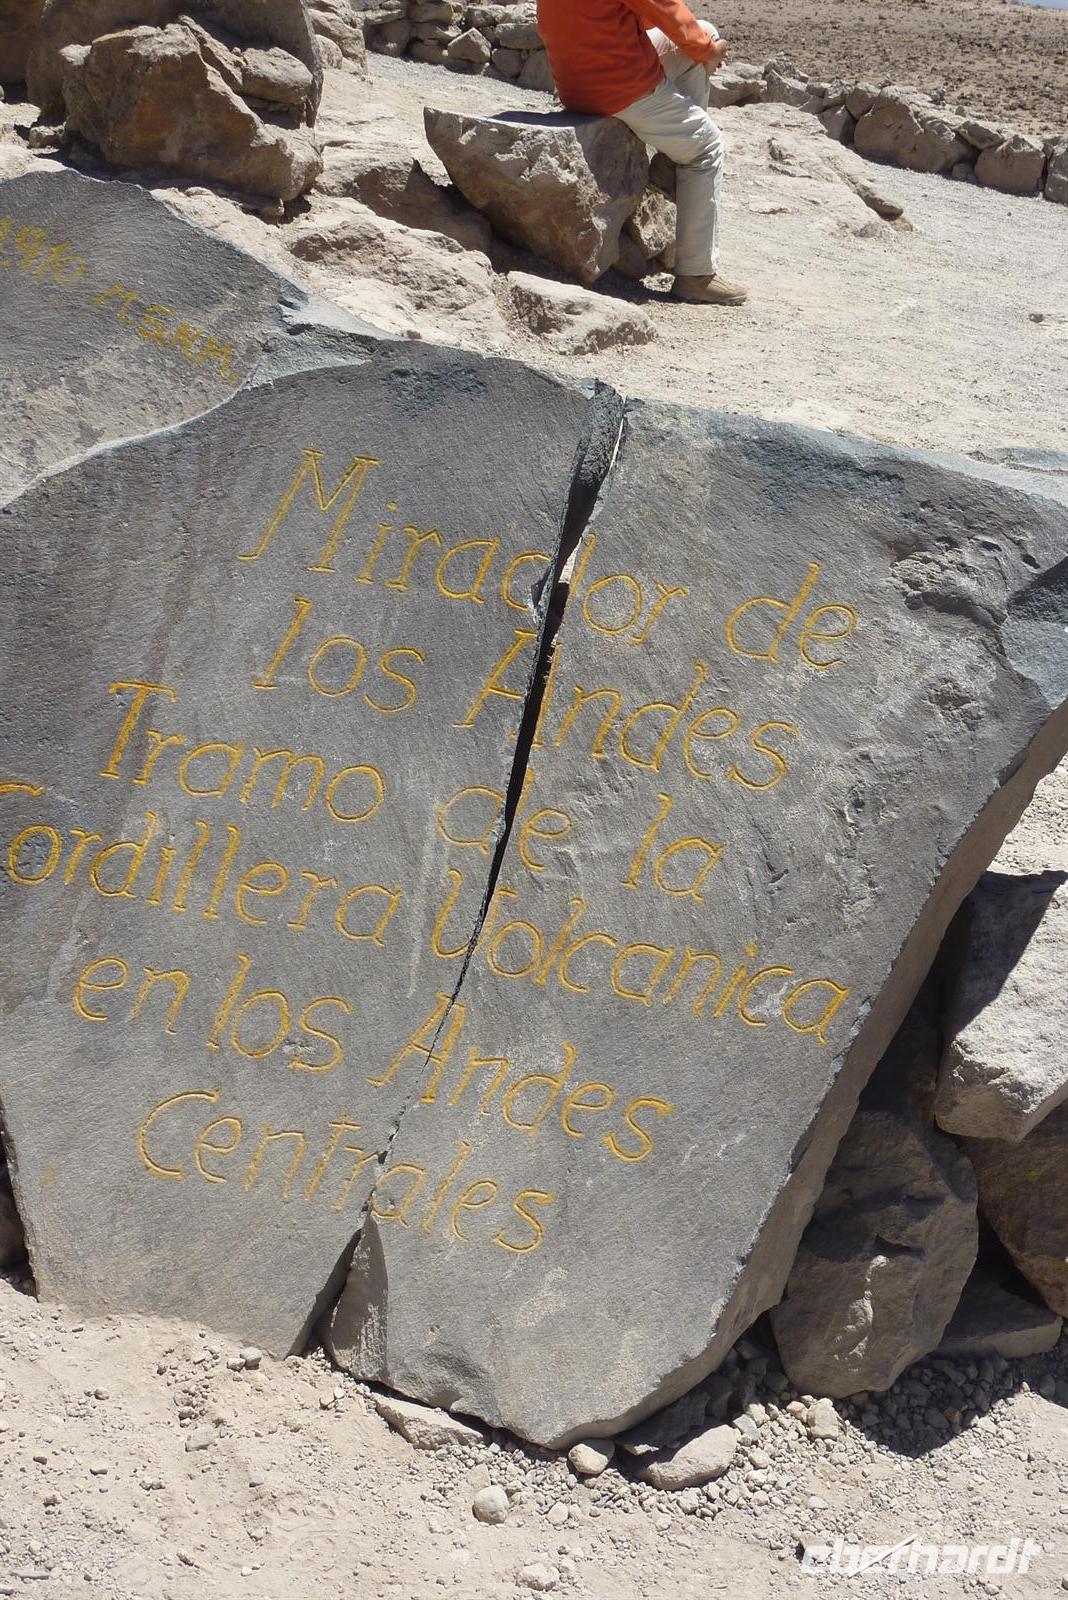 4.910 M.S.N.M.
Mirador de
los Andes
Tramo de la
Cordillera Volcanica
en los Andes
Centrales
eberhardt